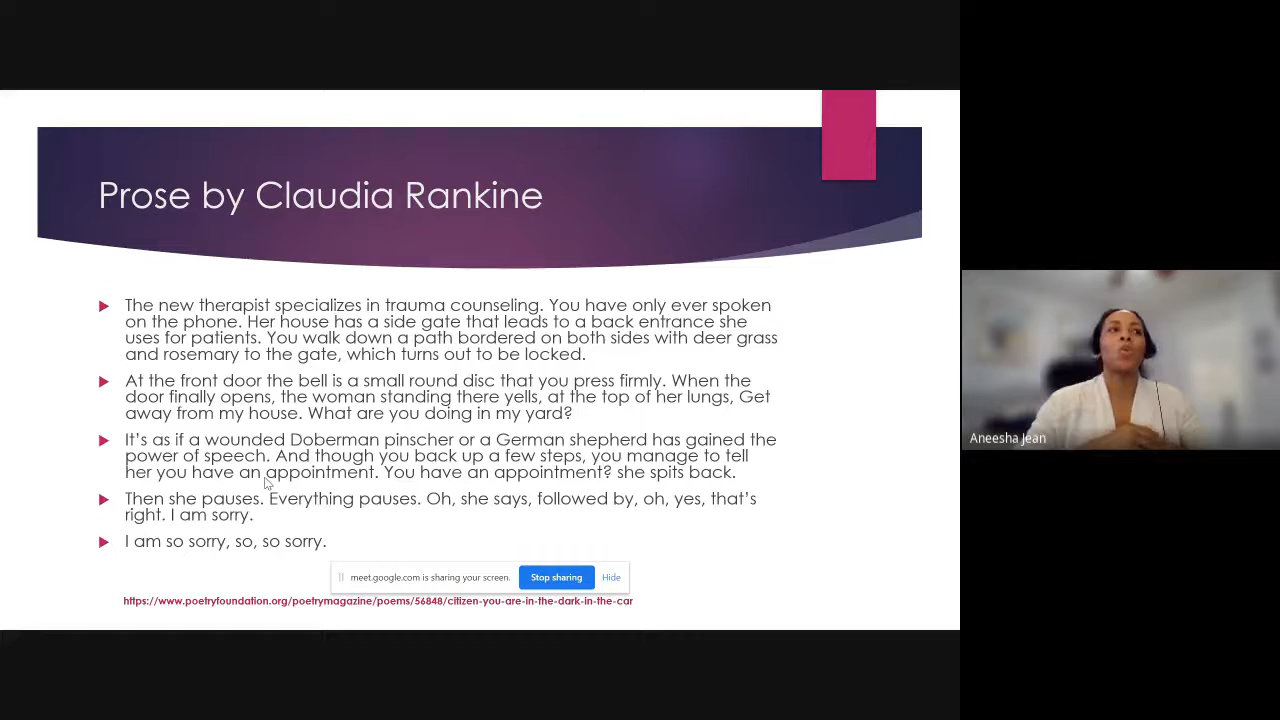 Prose by Claudia Rankine
The new therapist specializes in trauma counseling. You have only ever spoken
on the phone. Her house has a side gate that leads to a back entrance she
uses for patients. You walk down a path bordered on both sides with deer grass
and rosemary to the gate, which turns out to be locked.
At the front door the bell is a small round disc that you press firmly. When the
door finally opens, the woman standing there yells, at the top of her lungs, Get
away from my house. What are you doing in my yard?
It’s as if a wounded Doberman pinscher or a German shepherd has gained the
power of speech. And though you back up a few steps, you manage to tell
her you have an appointment. You have an appointment? she spits back.
Then she pauses. Everything pauses. Oh, she says, followed by, oh, yes, that’s
right. I am sorry.
I am so sorry, so, so sorry.
meet.google.com is sharing your screen. Stop sharing Hide
https://www.poetryfoundation.org/poetrymagazine/poems/56848/citizen-you-are-in-the-dark-in-the-car
Aneesha Jean